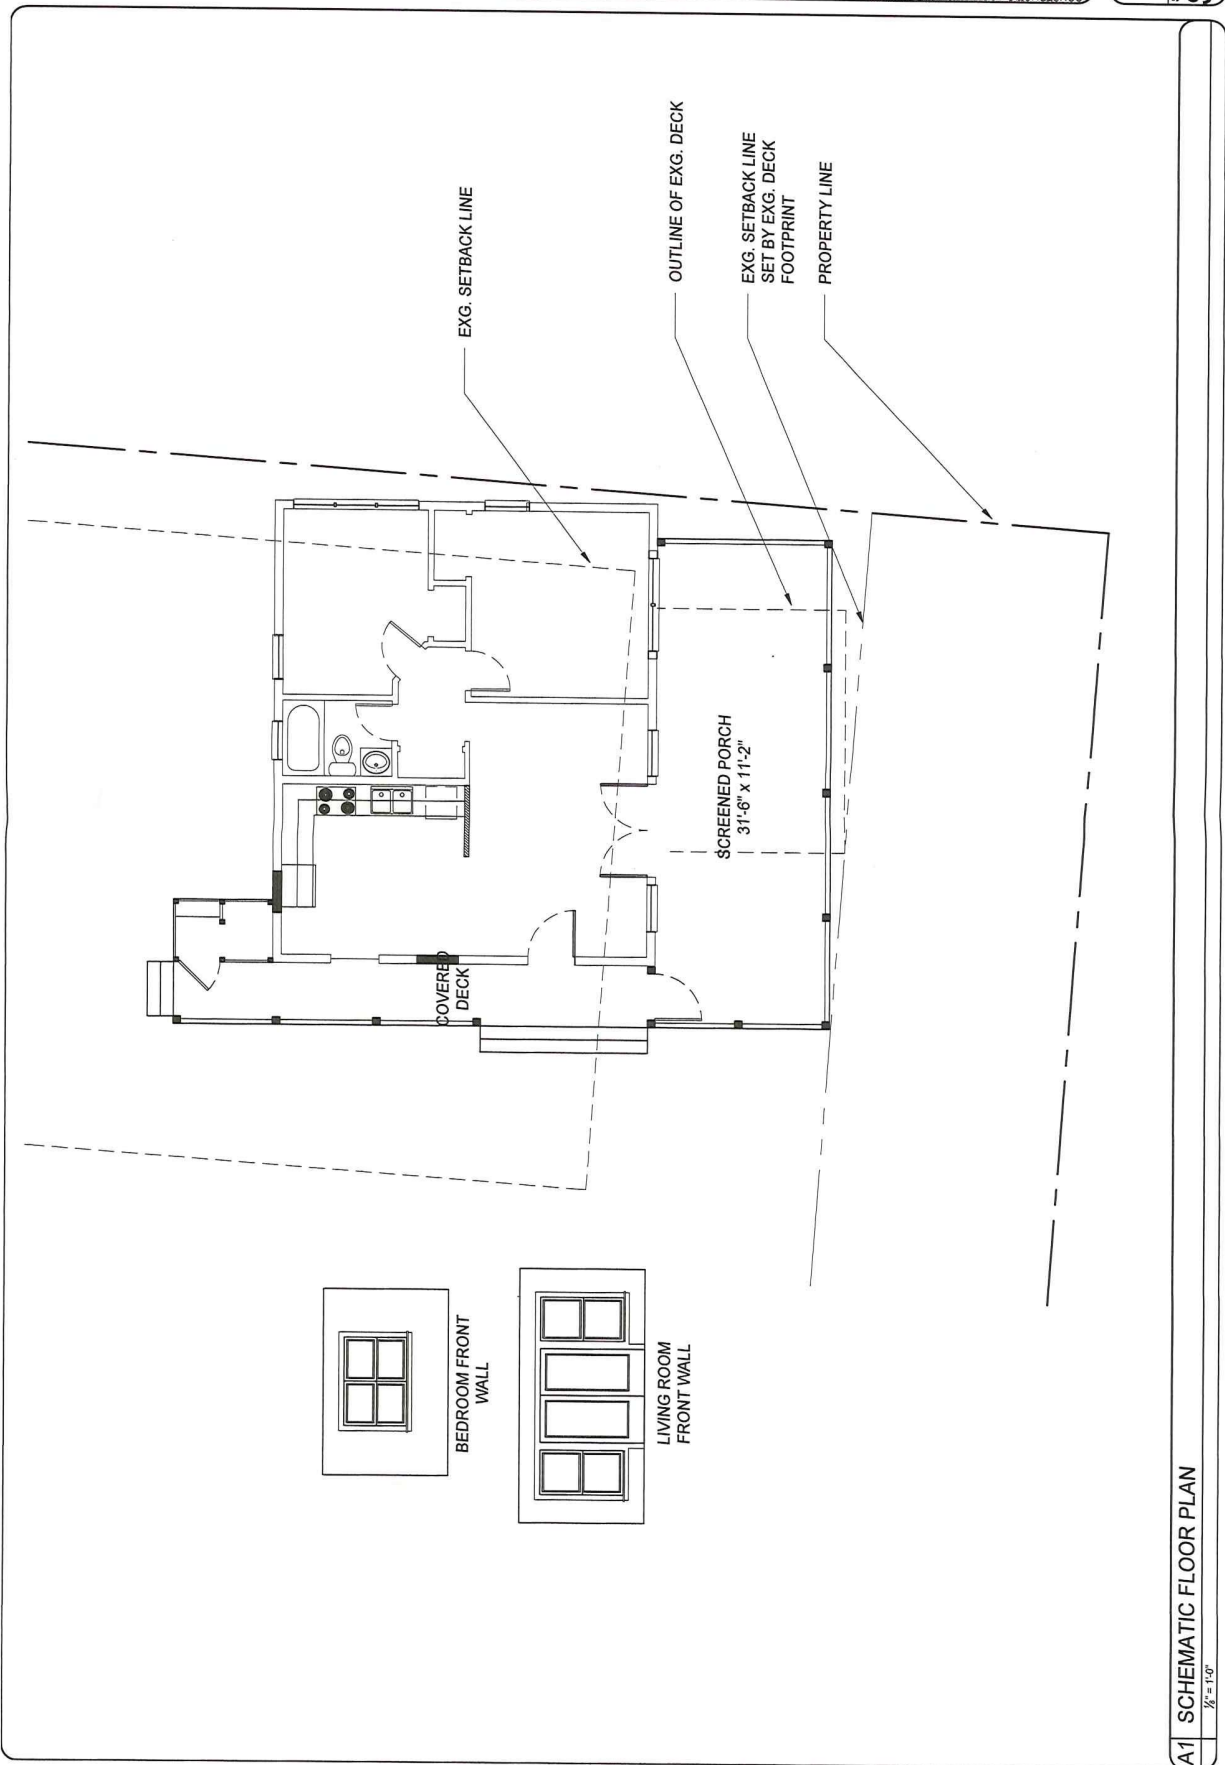 EXG. SETBACK LINE
OUTLINE OF EXG. DECK
EXG. SETBACK LINE
SET BY EXG. DECK
FOOTPRINT
PROPERTY LINE
COVERED
DECK
SCREENED PORCH
31'-6" x 11'-2"
BEDROOM FRONT
WALL
LIVING ROOM
FRONT WALL
A1 SCHEMATIC FLOOR PLAN
1/8" = 1'-0"